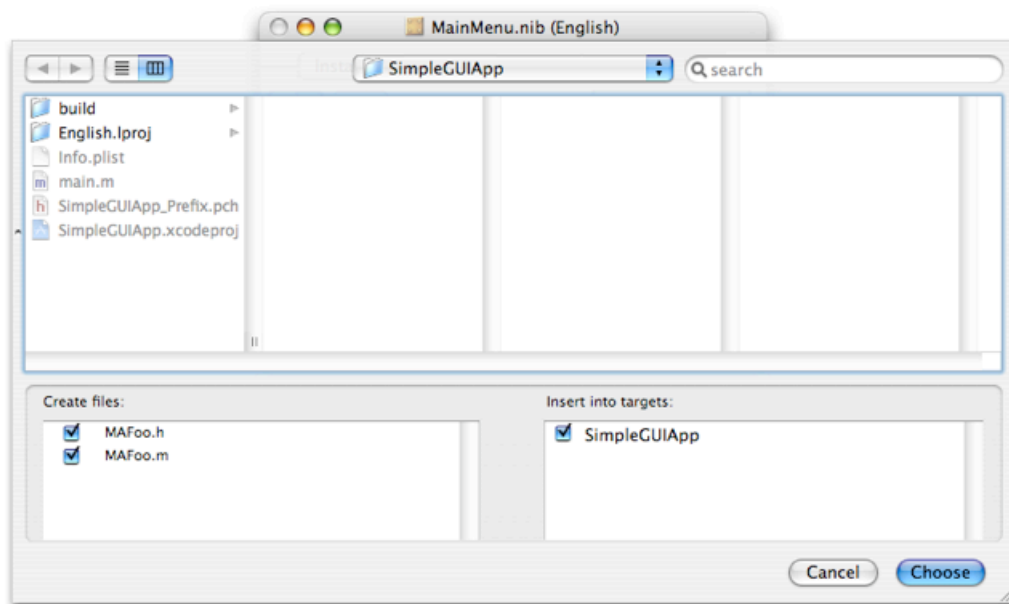 MainMenu.nib (English)
SimpleGUIApp
search
build
English.lproj
Info.plist
m
main.m
h
SimpleGUIApp_Prefix.pch
SimpleGUIApp.xcodeproj
Create files:
MAFoo.h
MAFoo.m
Insert into targets:
SimpleGUIApp
Cancel
Choose